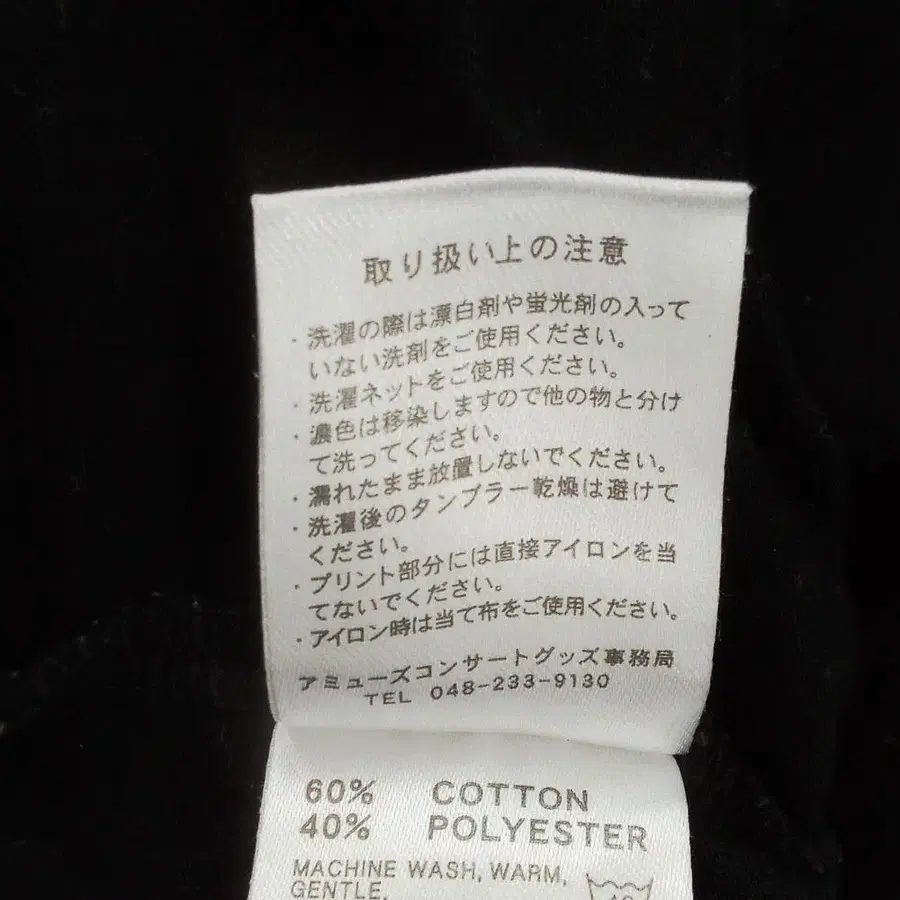 取り扱い上の注意
・洗濯の際は漂白剤や蛍光剤の入って
いない洗剤をご使用ください。
・洗濯ネットをご使用ください。
・濃色は移染しますので他の物と分け
て洗ってください。
・濡れたまま放置しないでください。
・洗濯後のタンブラー乾燥は避けて
ください。
・プリント部分には直接アイロンを当
てないでください。
・アイロン時は当て布をご使用ください。
アミューズコンサートグッズ事務局
TEL 048-233-9130
60% COTTON
40% POLYESTER
MACHINE WASH, WARM,
GENTLE.
40